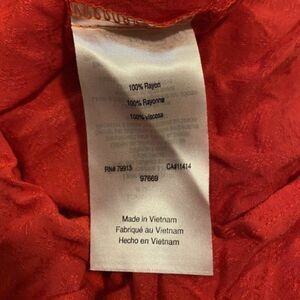 100% Rayon
100% Rayonne
100% viscosa
RN# 79913 CA#11414
97669
Made in Vietnam
Fabriqué au Vietnam
Hecho en Vietnam